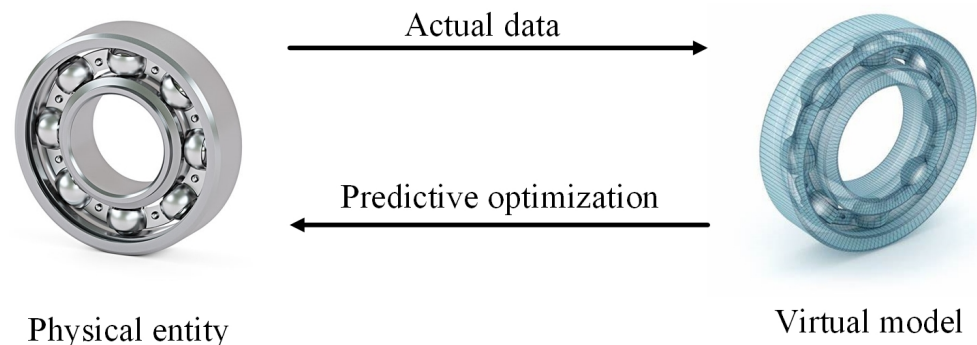 Actual data
Predictive optimization
Physical entity
Virtual model